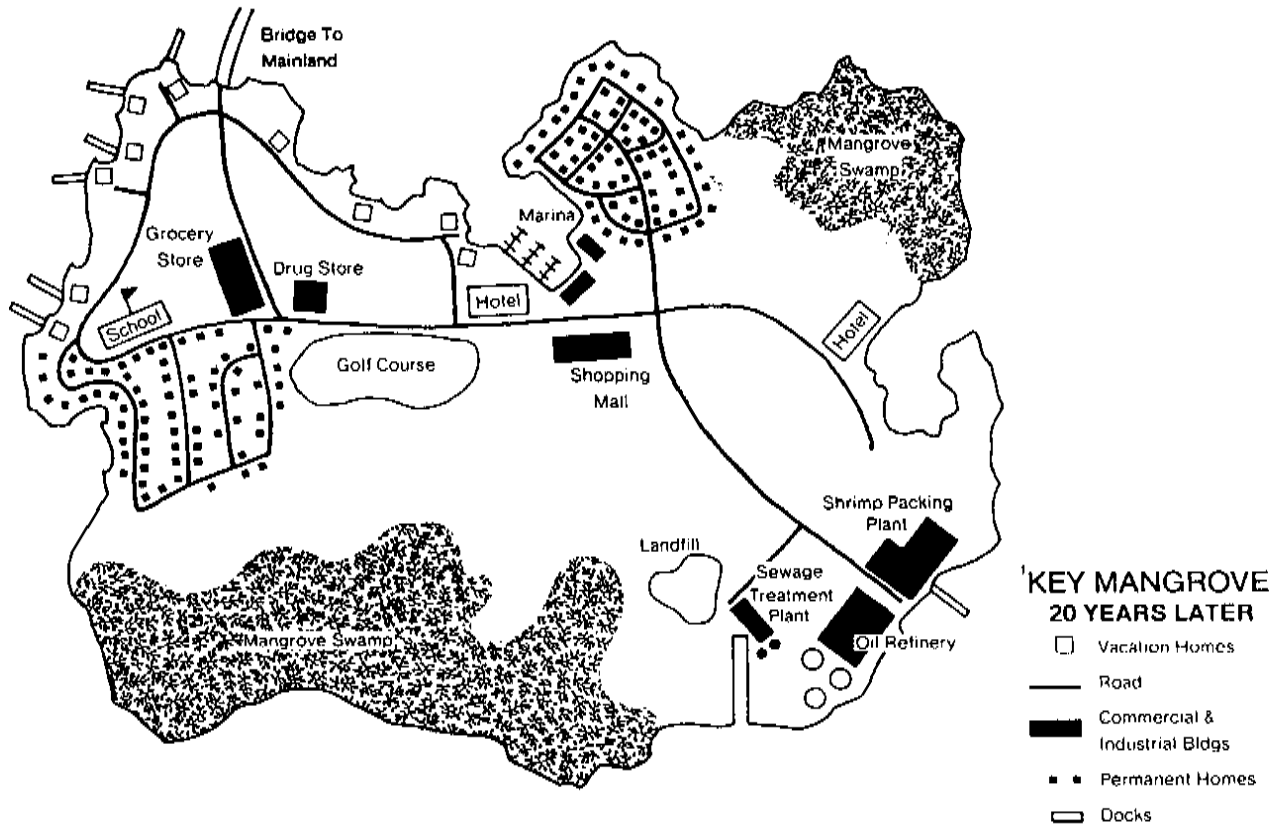 Bridge To
Mainland
Mangrove
Swamp
Marina
Grocery
Store
Drug Store
Hotel
School
Hotel
Golf Course
Shopping
Mall
Shrimp Packing
Plant
Landfill
Sewage
Treatment
Plant
Mangrove Swamp
Oil Refinery
¹KEY MANGROVE
20 YEARS LATER
Vacation Homes
Road
Commercial &
Industrial Bldgs
Permanent Homes
Docks